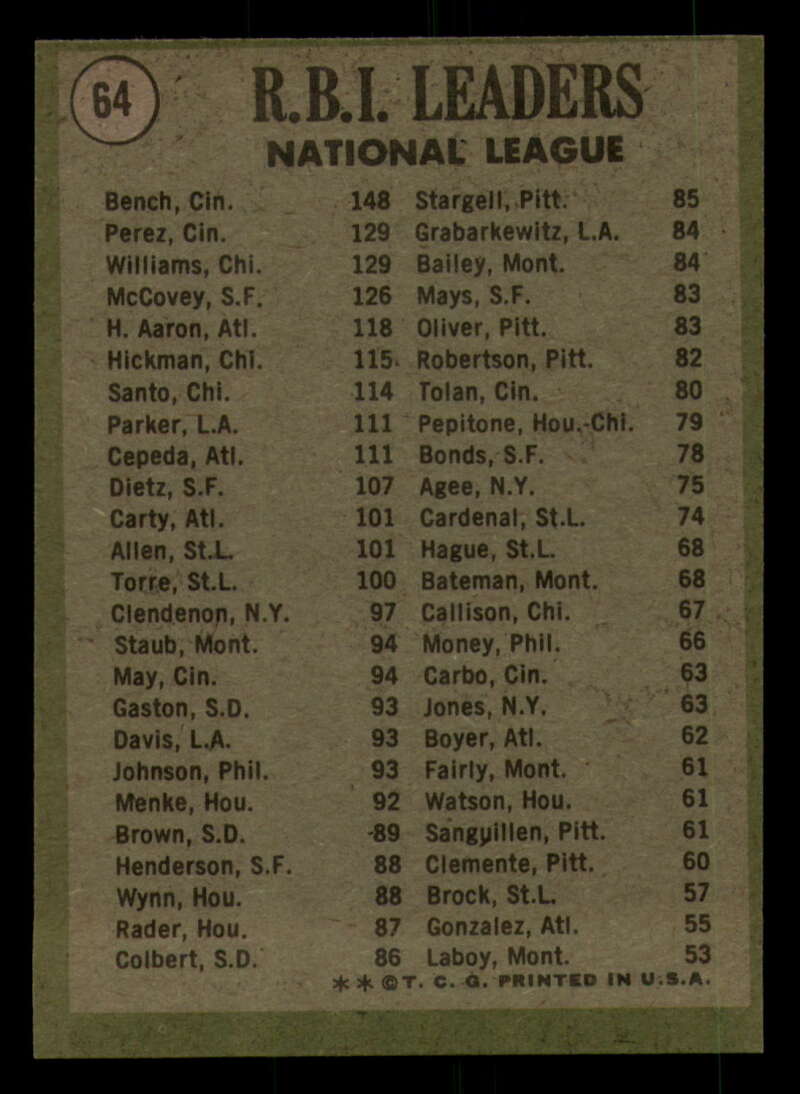 64
R.B.I. LEADERS
NATIONAL LEAGUE
Bench, Cin. 148 Stargell, Pitt. 85
Perez, Cin. 129 Grabarkewitz, L.A. 84
Williams, Chi. 129 Bailey, Mont. 84
McCovey, S.F. 126 Mays, S.F. 83
H. Aaron, Atl. 118 Oliver, Pitt. 83
Hickman, Chi. 115 Robertson, Pitt. 82
Santo, Chi. 114 Tolan, Cin. 80
Parker, L.A. 111 Pepitone, Hou.-Chi. 79
Cepeda, Atl. 111 Bonds, S.F. 78
Dietz, S.F. 107 Agee, N.Y. 75
Carty, Atl. 101 Cardenal, St.L. 74
Allen, St.L. 101 Hague, St.L. 68
Torre, St.L. 100 Bateman, Mont. 68
Clendenon, N.Y. 97 Callison, Chi. 67
Staub, Mont. 94 Money, Phil. 66
May, Cin. 94 Carbo, Cin. 63
Gaston, S.D. 93 Jones, N.Y. 63
Davis, L.A. 93 Boyer, Atl. 62
Johnson, Phil. 93 Fairly, Mont. 61
Menke, Hou. 92 Watson, Hou. 61
Brown, S.D. 89 Sanguillen, Pitt. 61
Henderson, S.F. 88 Clemente, Pitt. 60
Wynn, Hou. 88 Brock, St.L. 57
Rader, Hou. 87 Gonzalez, Atl. 55
Colbert, S.D. 86 Laboy, Mont. 53
**©T. C. G. PRINTED IN U.S.A.